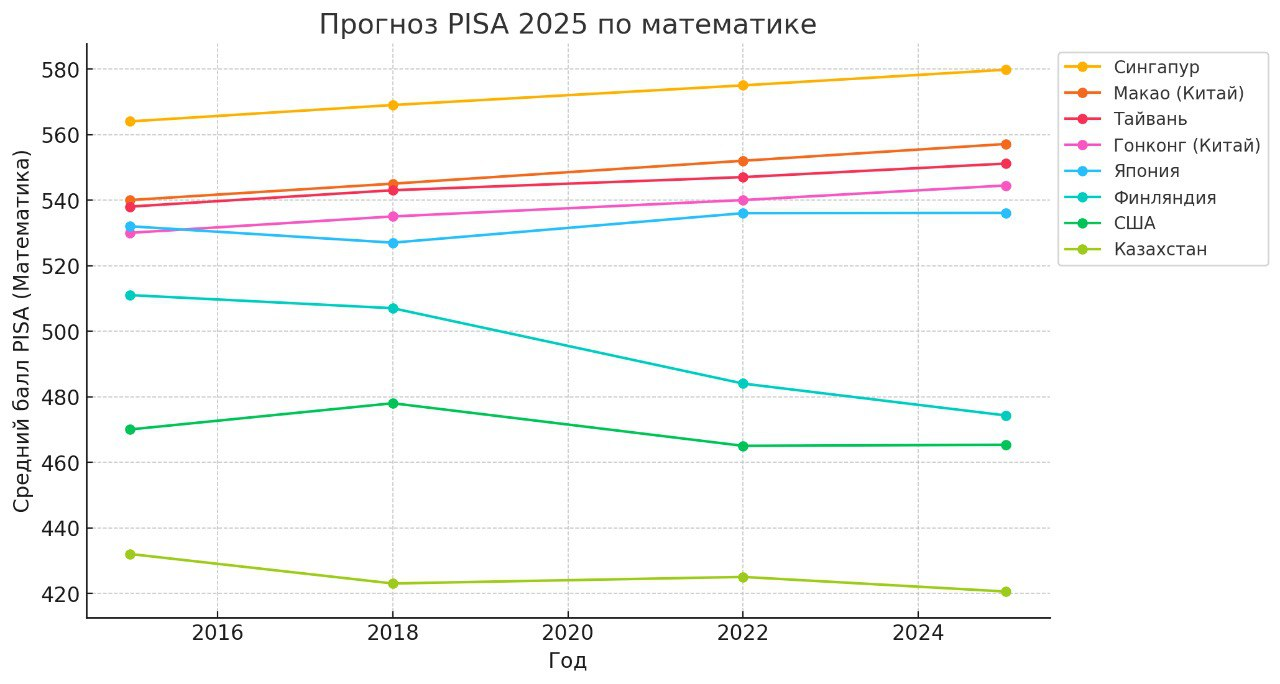 Прогноз PISA 2025 по математике
Средний балл PISA (Математика)
580
560
540
520
500
480
460
440
420
2016
2018
2020
2022
2024
Год
Сингапур
Макао (Китай)
Тайвань
Гонконг (Китай)
Япония
Финляндия
США
Казахстан